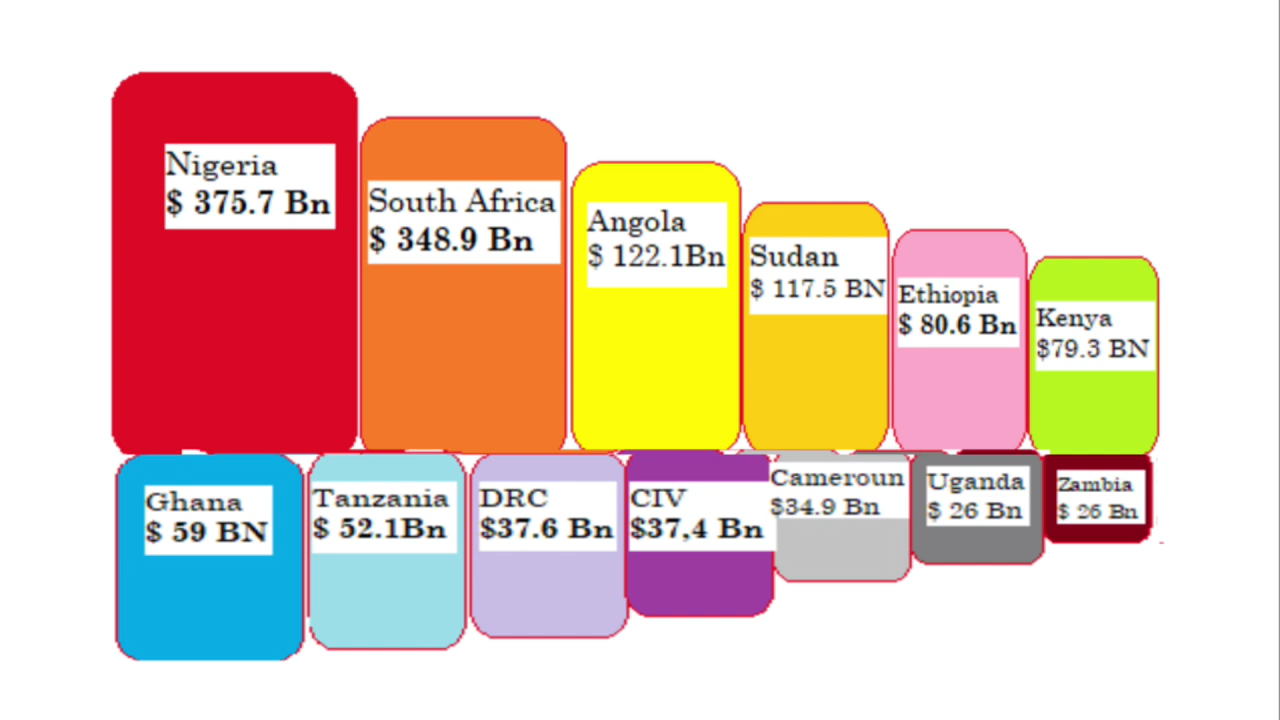 Nigeria
$ 375.7 Bn
South Africa
$ 348.9 Bn
Angola
$ 122.1Bn
Sudan
$ 117.5 BN
Ethiopia
$ 80.6 Bn
Kenya
$79.3 BN
Ghana
$ 59 BN
Tanzania
$ 52.1Bn
DRC
$37.6 Bn
CIV
$37,4 Bn
Cameroun
$34.9 Bn
Uganda
$ 26 Bn
Zambia
$ 26 Bn